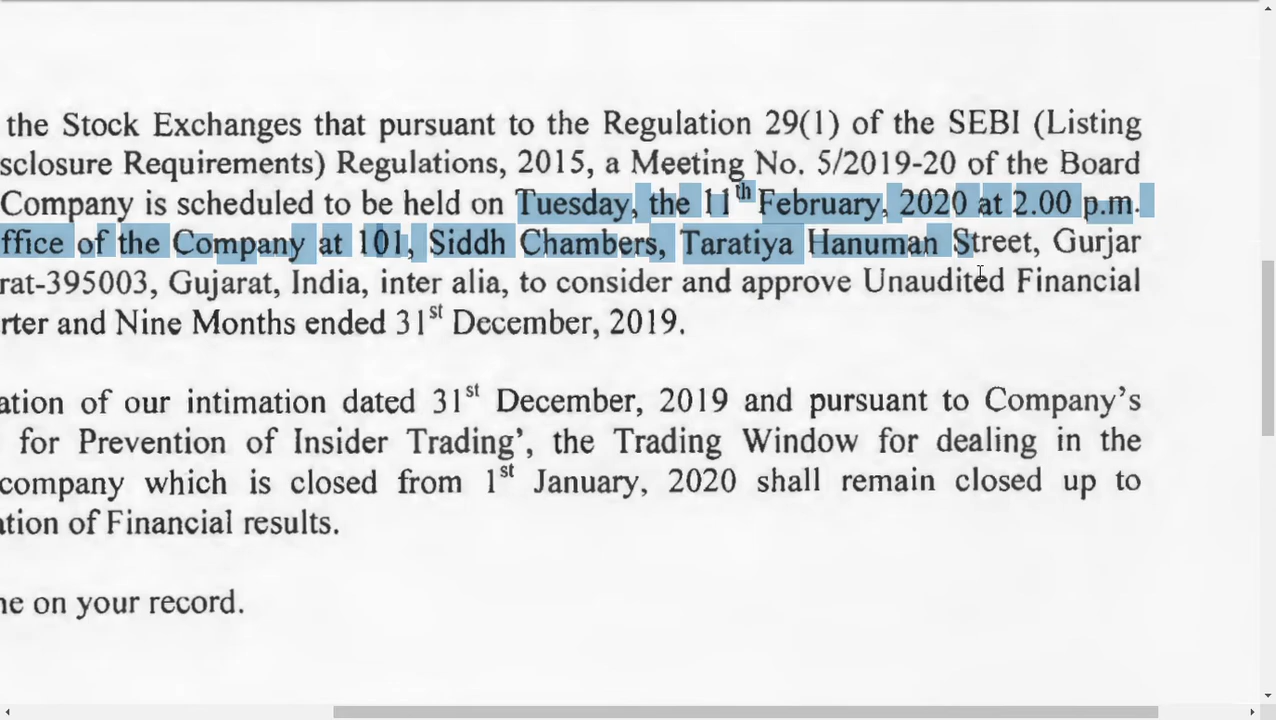 the Stock Exchanges that pursuant to the Regulation 29(1) of the SEBI (Listing
sclosure Requirements) Regulations, 2015, a Meeting No. 5/2019-20 of the Board
Company is scheduled to be held on Tuesday, the 11th February, 2020 at 2.00 p.m.
ffice of the Company at 101, Siddh Chambers, Taratiya Hanuman Street, Gurjar
rat-395003, Gujarat, India, inter alia, to consider and approve Unaudited Financial
rter and Nine Months ended 31st December, 2019.
ation of our intimation dated 31st December, 2019 and pursuant to Company's
for Prevention of Insider Trading', the Trading Window for dealing in the
company which is closed from 1st January, 2020 shall remain closed up to
ation of Financial results.
ne on your record.